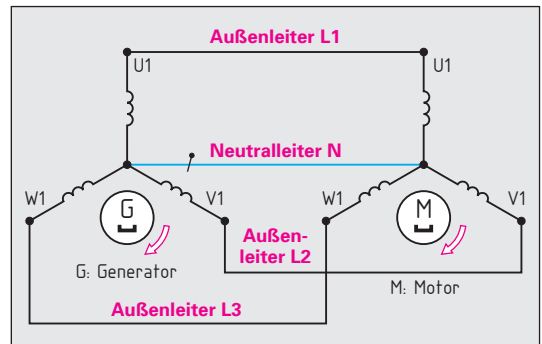 Außenleiter L1
U1
U1
Neutralleiter N
W1
V1
W1
V1
G
M
Außen-
leiter L2
G: Generator
M: Motor
Außenleiter L3